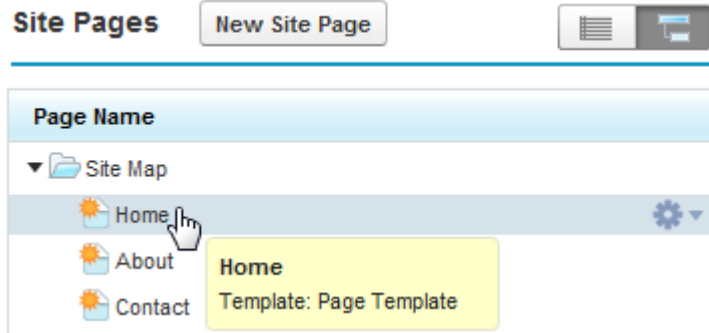 Site Pages
New Site Page
Page Name
Site Map
Home
About
Home
Template: Page Template
Contact